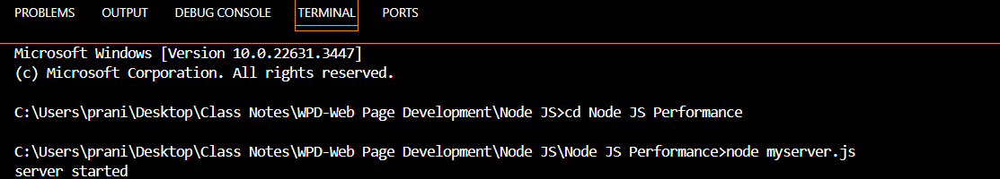 PROBLEMS OUTPUT DEBUG CONSOLE TERMINAL PORTS
Microsoft Windows [Version 10.0.22631.3447]
(c) Microsoft Corporation. All rights reserved.
C:\Users\prani\Desktop\Class Notes\WPD-Web Page Development\Node JS>cd Node JS Performance
C:\Users\prani\Desktop\Class Notes\WPD-Web Page Development\Node JS\Node JS Performance>node myserver.js
server started